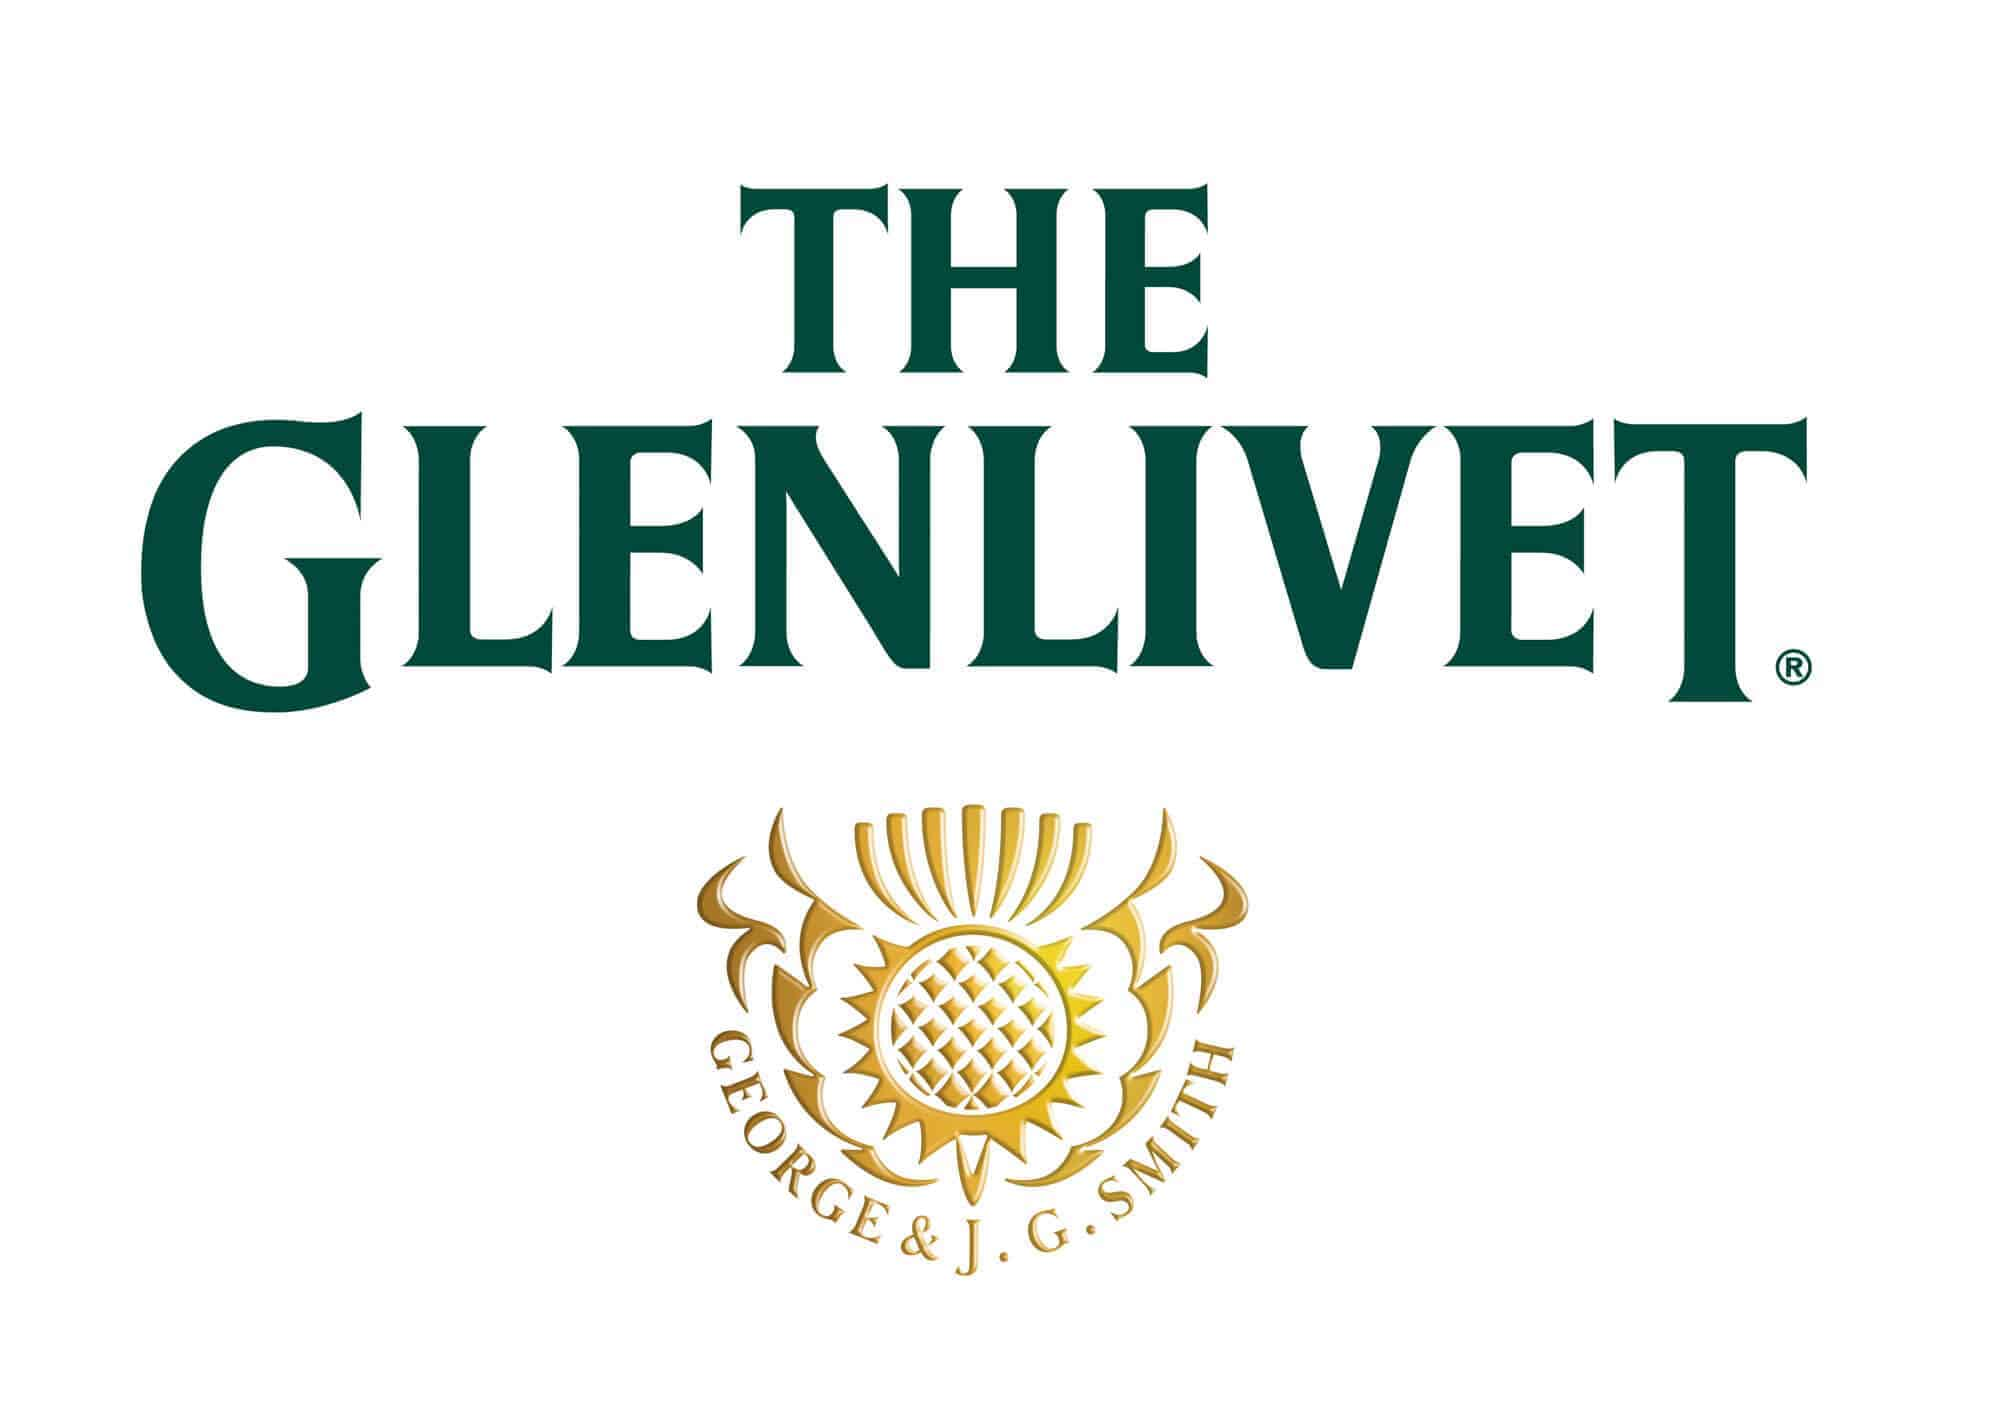 THE
GLENLIVET®
GEORGE & J. G. SMITH